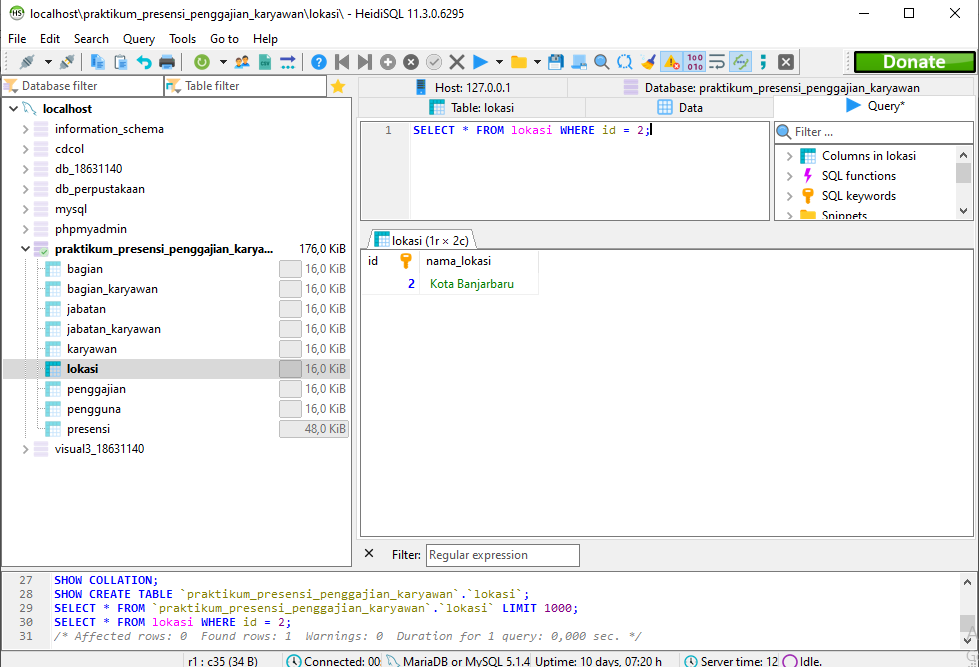 localhost\praktikum_presensi_penggajian_karyawan\lokasi\ - HeidiSQL 11.3.0.6295
File Edit Search Query Tools Go to Help
Donate
Database filter
Table filter
localhost
information_schema
cdcol
db_18631140
db_perpustakaan
mysql
phpmyadmin
praktikum_presensi_penggajian_karya... 176,0 KiB
bagian 16,0 KiB
bagian_karyawan 16,0 KiB
jabatan 16,0 KiB
jabatan_karyawan 16,0 KiB
karyawan 16,0 KiB
lokasi 16,0 KiB
penggajian 16,0 KiB
pengguna 16,0 KiB
presensi 48,0 KiB
visual3_18631140
Host: 127.0.0.1
Database: praktikum_presensi_penggajian_karyawan
Table: lokasi
Data
Query*
1 SELECT * FROM lokasi WHERE id = 2;
Filter ...
Columns in lokasi
SQL functions
SQL keywords
Snippets
lokasi (1r × 2c)
id nama_lokasi
2 Kota Banjarbaru
Filter: Regular expression
27 SHOW COLLATION;
28 SHOW CREATE TABLE `praktikum_presensi_penggajian_karyawan`.`lokasi`;
29 SELECT * FROM `praktikum_presensi_penggajian_karyawan`.`lokasi` LIMIT 1000;
30 SELECT * FROM lokasi WHERE id = 2;
31 /* Affected rows: 0 Found rows: 1 Warnings: 0 Duration for 1 query: 0,000 sec. */
r1 : c35 (34 B)
Connected: 00:
MariaDB or MySQL 5.1.4
Uptime: 10 days, 07:20 h
Server time: 12
Idle.